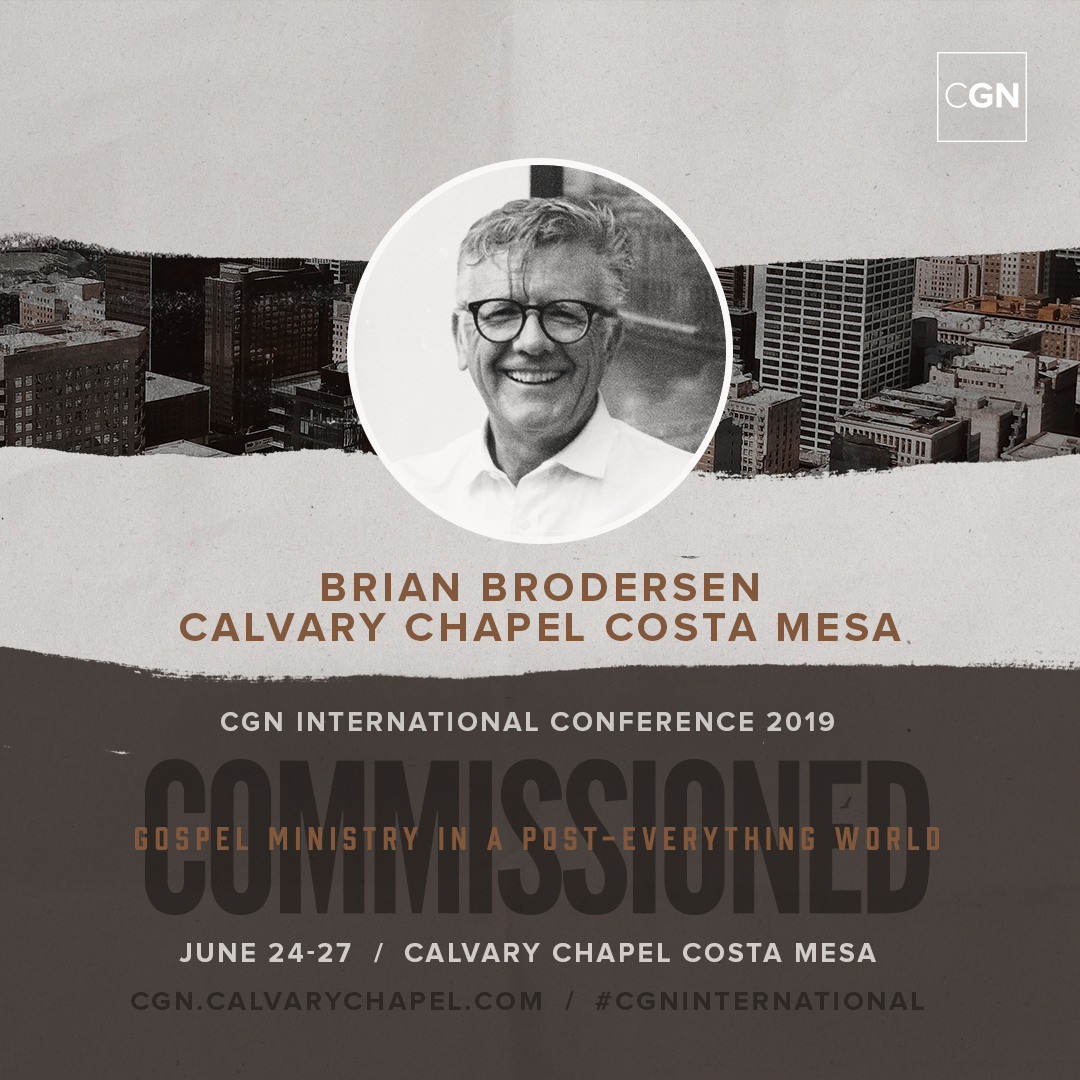 CGN
BRIAN BRODERSEN
CALVARY CHAPEL COSTA MESA
CGN INTERNATIONAL CONFERENCE 2019
COMMISSIONED
GOSPEL MINISTRY IN A POST-EVERYTHING WORLD
JUNE 24-27 / CALVARY CHAPEL COSTA MESA
CGN.CALVARYCHAPEL.COM / #CGNINTERNATIONAL